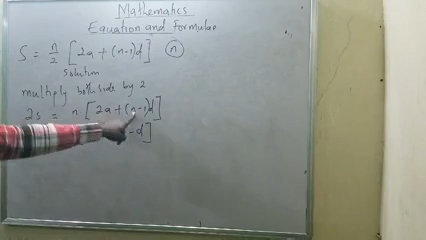 Mathematics
Equation and formulae
S = n/2 [2a + (n-1)d] (n)
Solution
multiply both side by 2
2s = n [2a + (n-1)d]
-d]